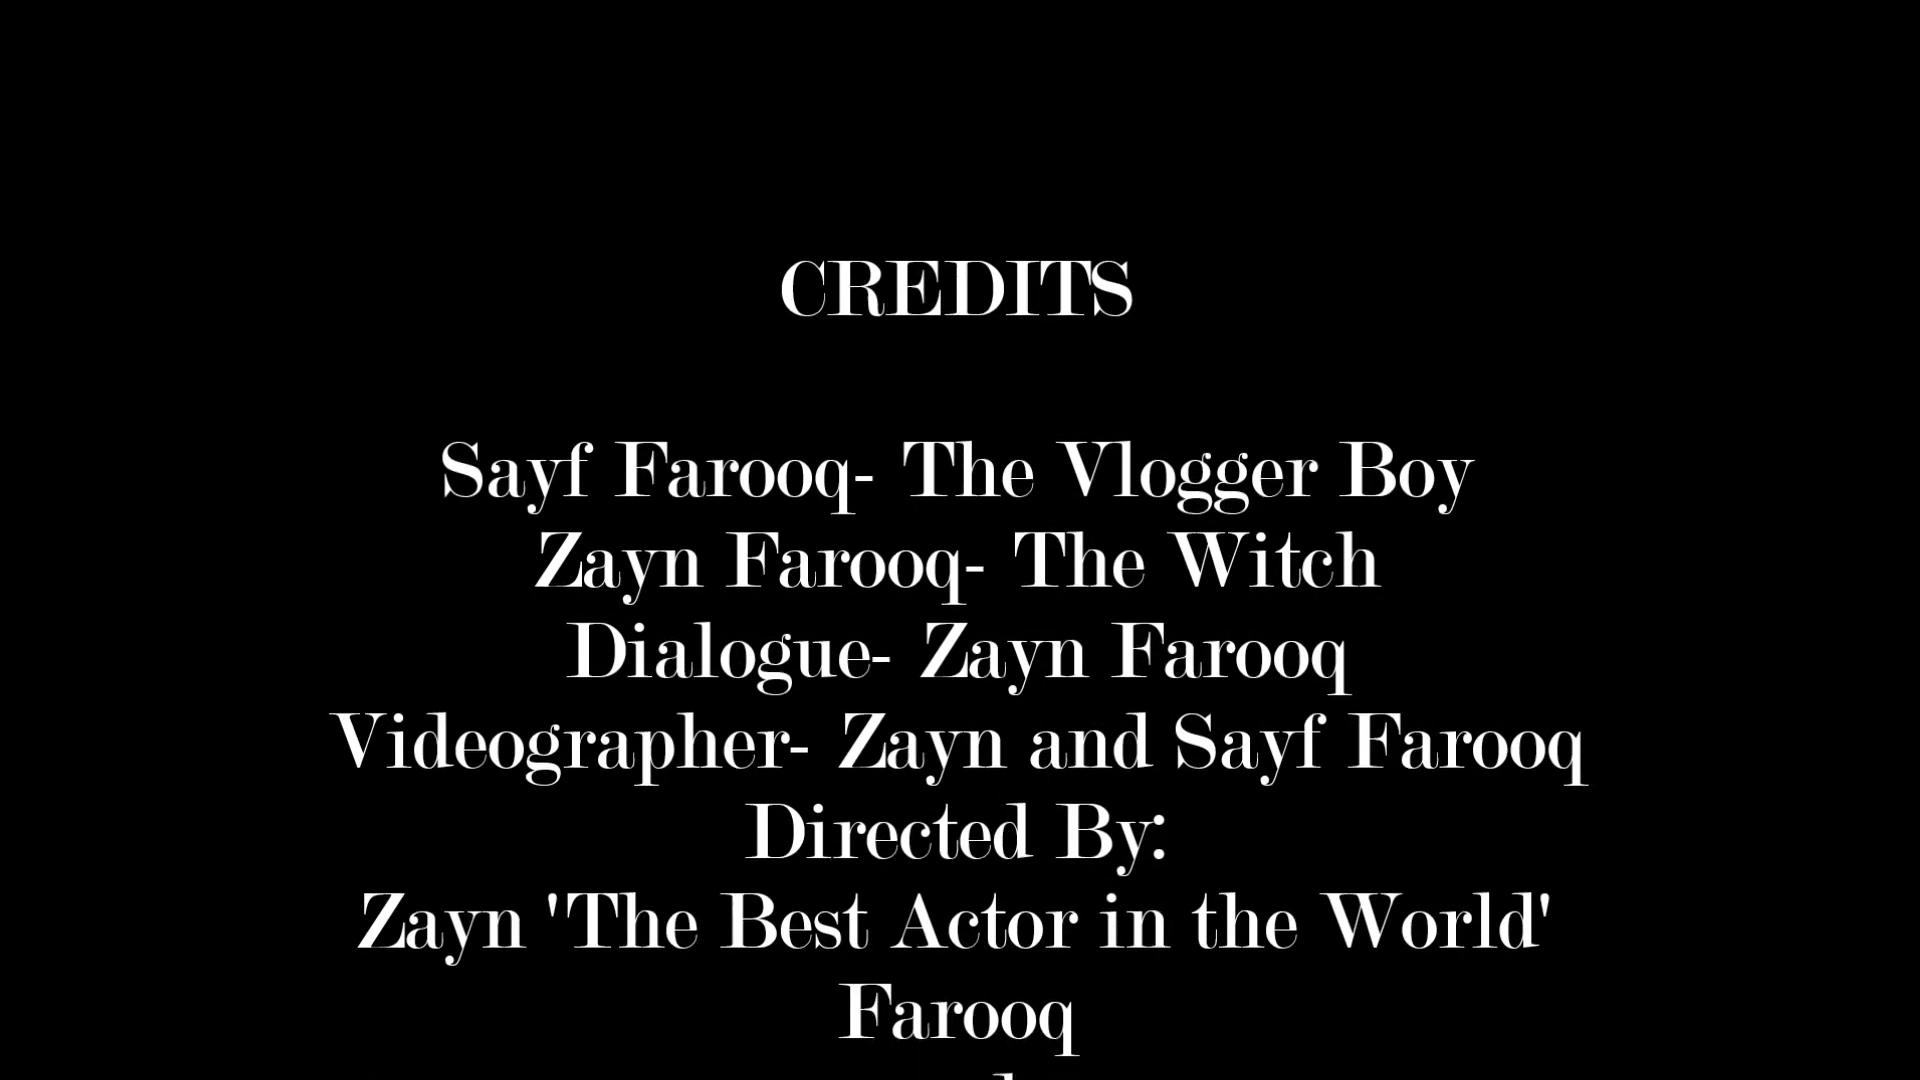 CREDITS
Sayf Farooq- The Vlogger Boy
Zayn Farooq- The Witch
Dialogue- Zayn Farooq
Videographer- Zayn and Sayf Farooq
Directed By:
Zayn 'The Best Actor in the World'
Farooq